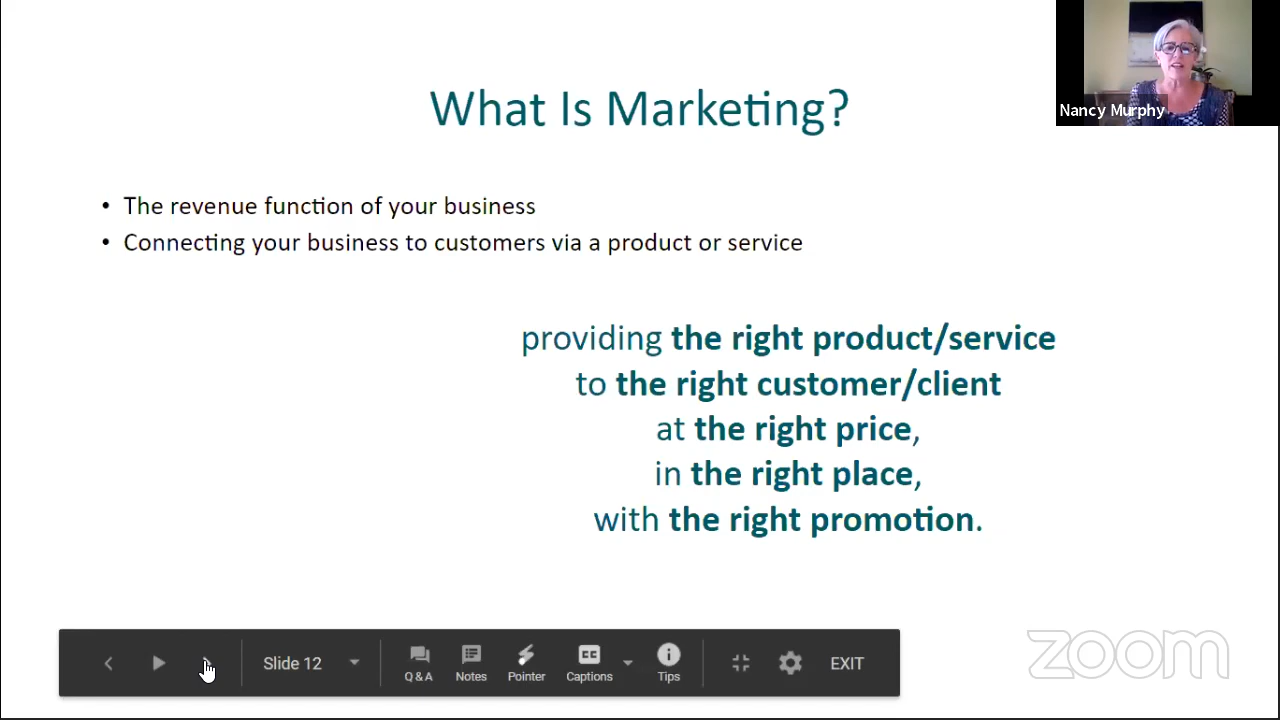 What Is Marketing?
Nancy Murphy
• The revenue function of your business
• Connecting your business to customers via a product or service
providing the right product/service
to the right customer/client
at the right price,
in the right place,
with the right promotion.
Slide 12
Q & A
Notes
Pointer
CC
Captions
Tips
EXIT
zoom